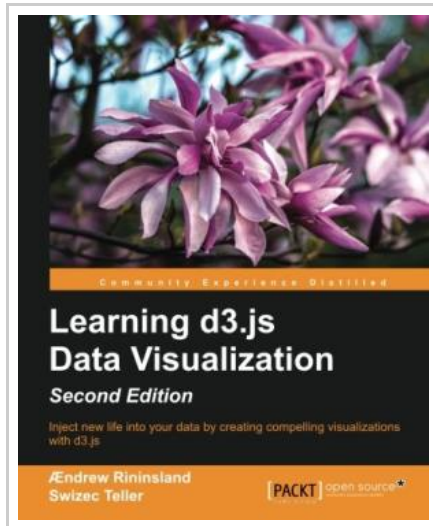 Community Experience Distilled
Learning d3.js
Data Visualization
Second Edition
Inject new life into your data by creating compelling visualizations
with d3.js
Ændrew Rininsland
Swizec Teller
[PACKT] open source*